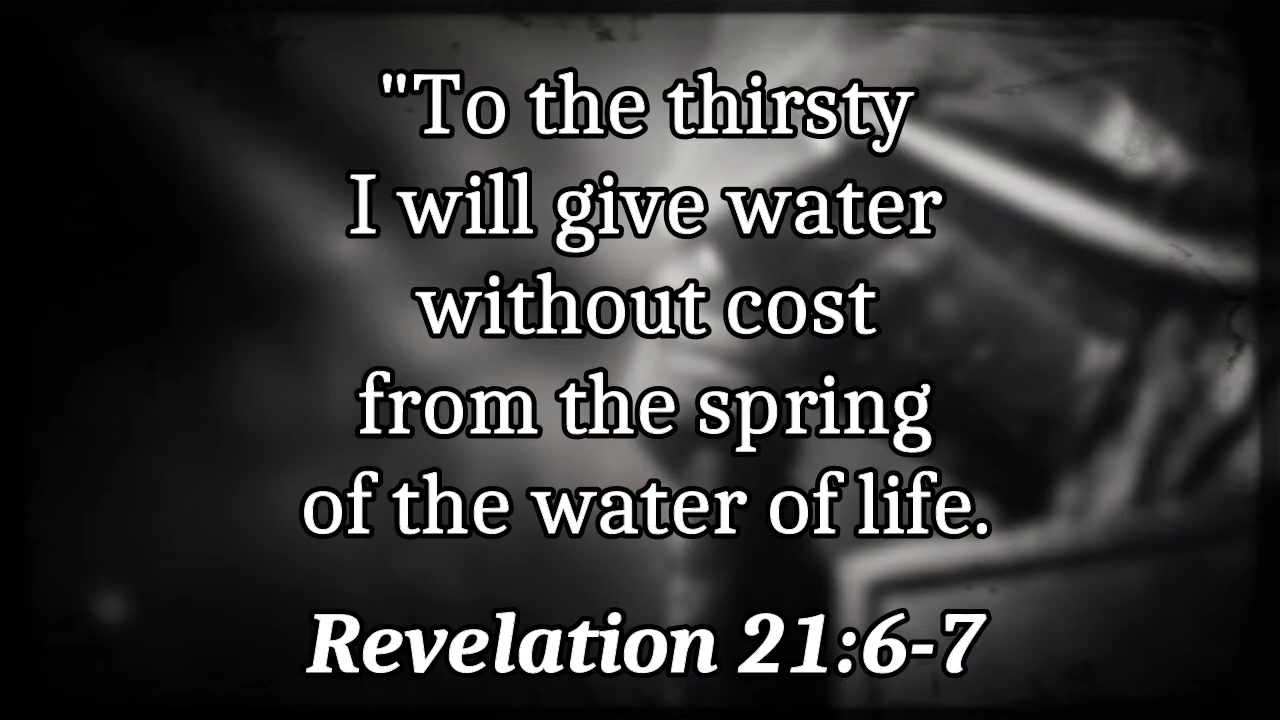 "To the thirsty
I will give water
without cost
from the spring
of the water of life.
Revelation 21:6-7